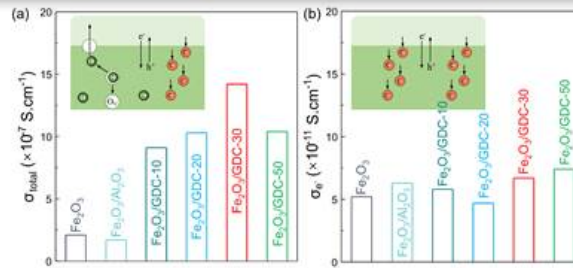 (a)
20
15
10
5
0
σtotal (×10⁻⁷ S.cm⁻¹)
e'
h⁺
Fe₂O₃
Fe₂O₃/Al₂O₃
Fe₂O₃/GDC-10
Fe₂O₃/GDC-20
Fe₂O₃/GDC-30
Fe₂O₃/GDC-50
(b)
20
15
10
5
0
σe' (×10⁻¹¹ S.cm⁻¹)
e'
h⁺
Fe₂O₃
Fe₂O₃/Al₂O₃
Fe₂O₃/GDC-10
Fe₂O₃/GDC-20
Fe₂O₃/GDC-30
Fe₂O₃/GDC-50